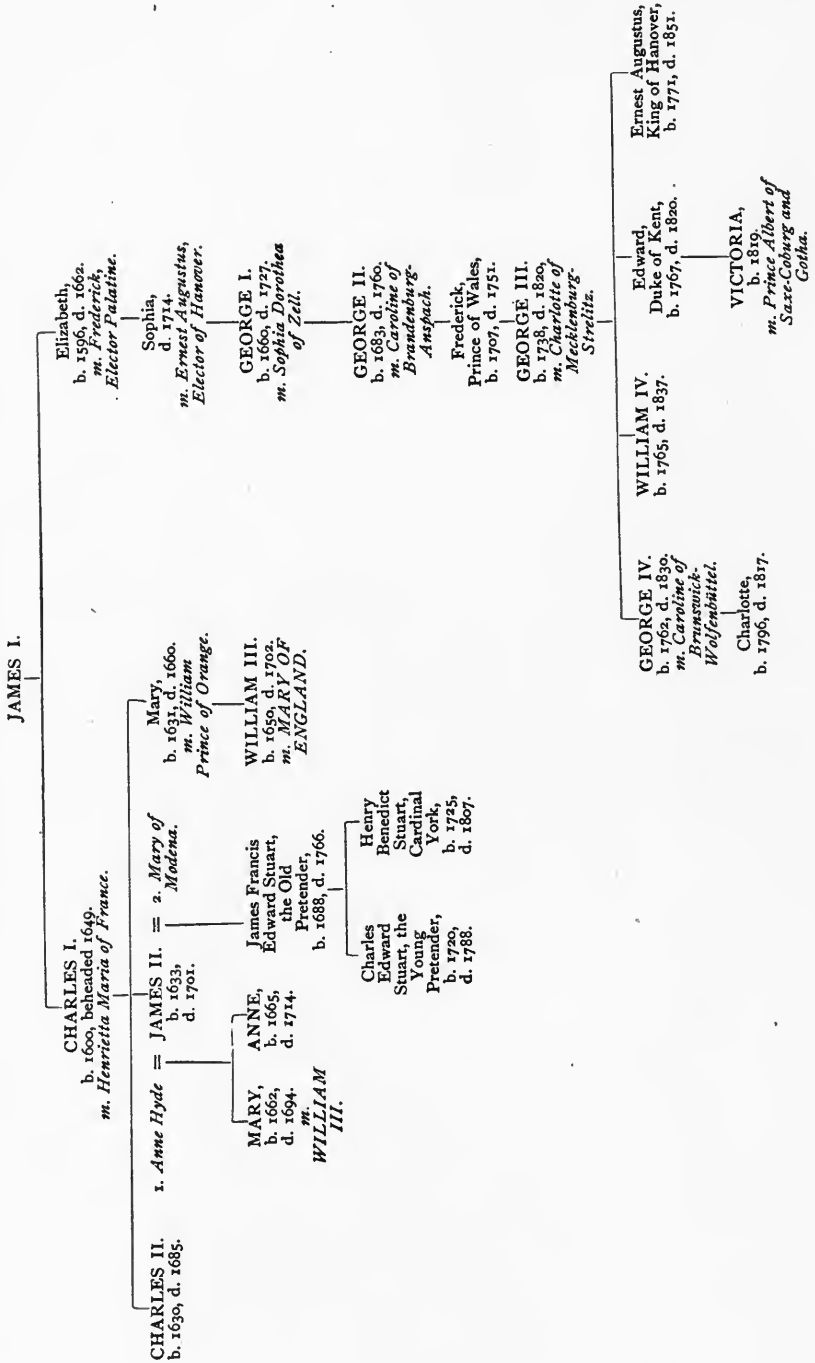 JAMES I.
CHARLES I.
b. 1600, beheaded 1649.
m. Henrietta Maria of France.
Elizabeth,
b. 1596, d. 1662.
m. Frederick,
Elector Palatine.
CHARLES II.
b. 1630, d. 1685.
1. Anne Hyde = JAMES II. = 2. Mary of
Modena.
b. 1633,
d. 1701.
Mary,
b. 1631, d. 1660.
m. William
Prince of Orange.
Sophia,
d. 1714.
m. Ernest Augustus,
Elector of Hanover.
MARY,
b. 1662,
d. 1694.
m.
WILLIAM
III.
ANNE,
b. 1665,
d. 1714.
James Francis
Edward Stuart,
the Old
Pretender,
b. 1688, d. 1766.
WILLIAM III.
b. 1650, d. 1702.
m. MARY OF
ENGLAND.
GEORGE I.
b. 1660, d. 1727.
m. Sophia Dorothea
of Zell.
Charles
Edward
Stuart, the
Young
Pretender,
b. 1720,
d. 1788.
Henry
Benedict
Stuart,
Cardinal
York,
b. 1725,
d. 1807.
GEORGE II.
b. 1683, d. 1760.
m. Caroline of
Brandenburg-
Anspach.
Frederick,
Prince of Wales,
b. 1707, d. 1751.
GEORGE III.
b. 1738, d. 1820,
m. Charlotte of
Mecklenburg-
Strelitz.
GEORGE IV.
b. 1762, d. 1830.
m. Caroline of
Brunswick-
Wolfenbüttel.
WILLIAM IV.
b. 1765, d. 1837.
Edward,
Duke of Kent,
b. 1767, d. 1820.
Ernest Augustus,
King of Hanover,
b. 1771, d. 1851.
Charlotte,
b. 1796, d. 1817.
VICTORIA,
b. 1819.
m. Prince Albert of
Saxe-Coburg and
Gotha.